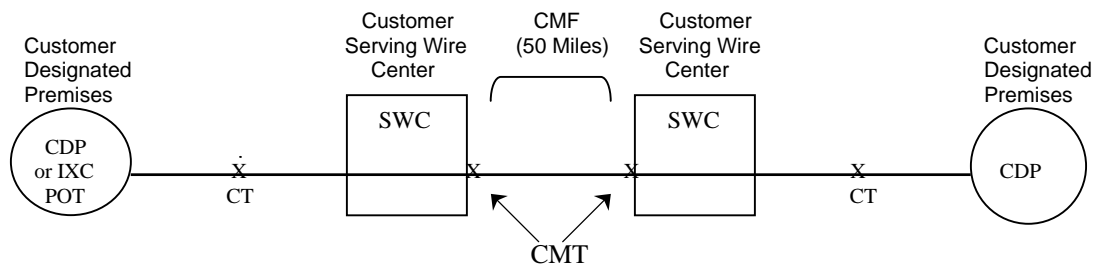 Customer
Designated
Premises
Customer
Serving Wire
Center
CMF
(50 Miles)
Customer
Serving Wire
Center
Customer
Designated
Premises
CDP
or IXC
POT
X
CT
SWC
X
X
SWC
X
CT
CDP
CMT